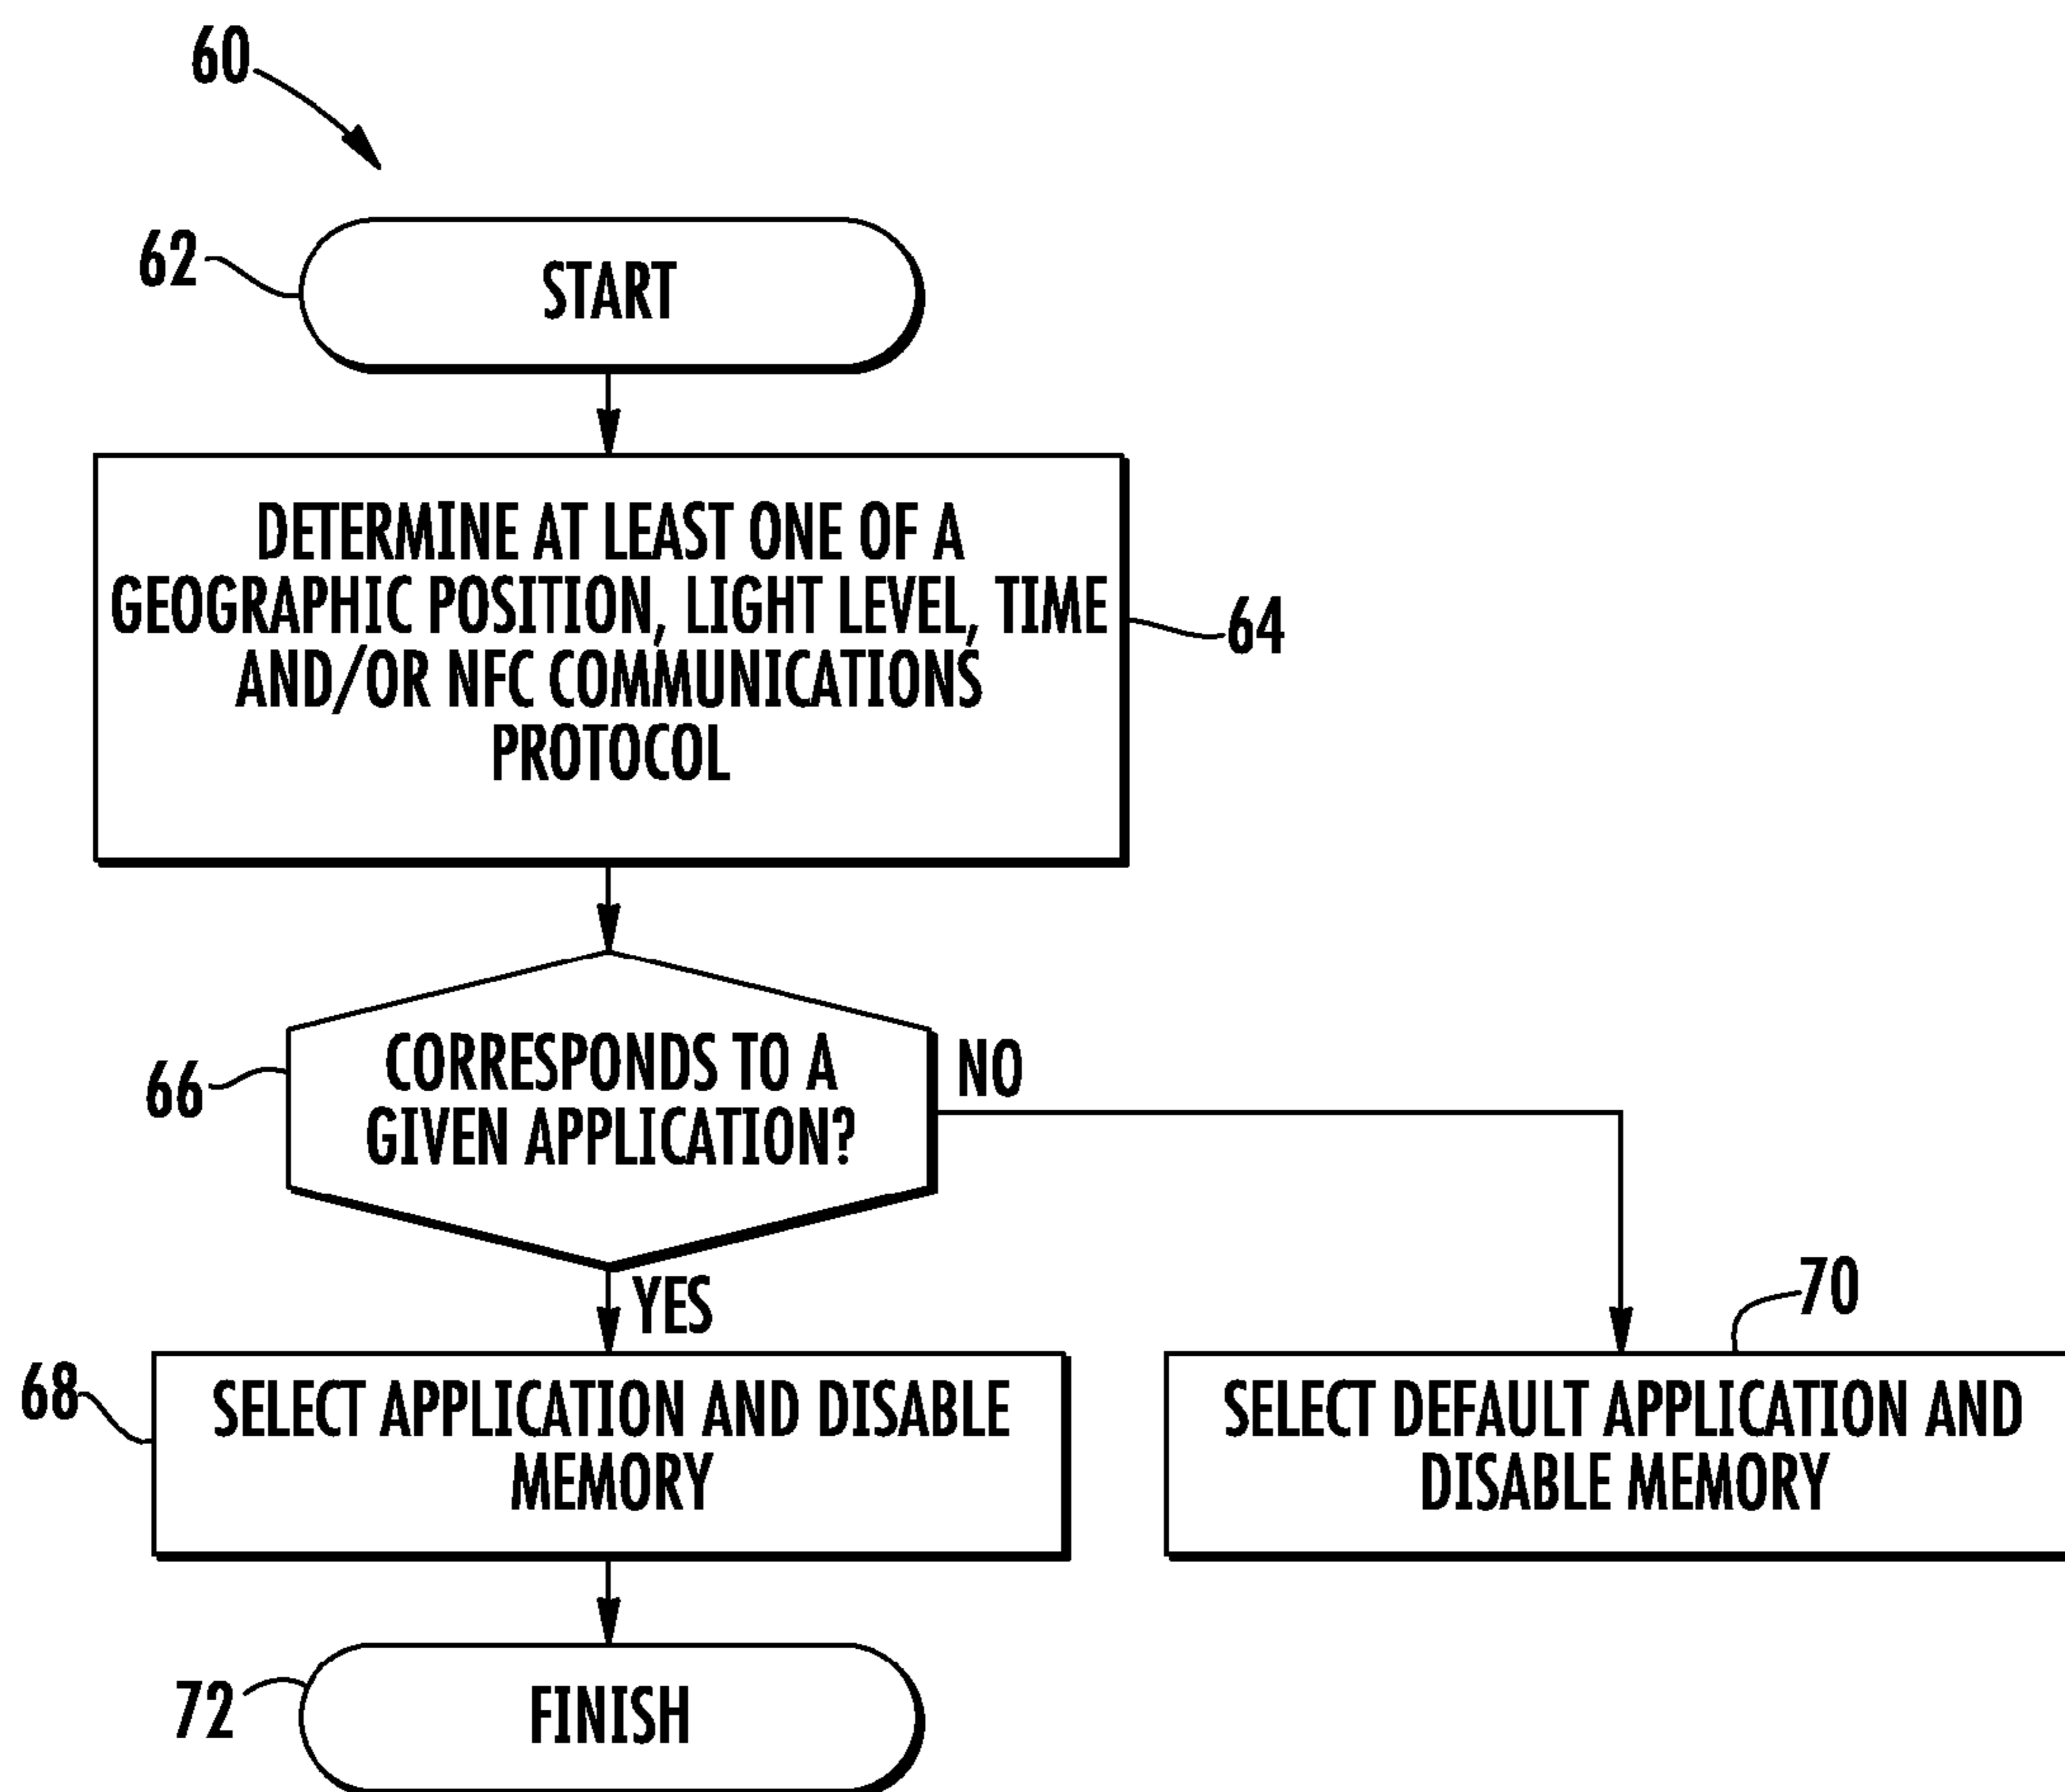 60
62
START
DETERMINE AT LEAST ONE OF A
GEOGRAPHIC POSITION, LIGHT LEVEL, TIME
AND/OR NFC COMMUNICATIONS
PROTOCOL
64
66
CORRESPONDS TO A
GIVEN APPLICATION?
NO
YES
68
SELECT APPLICATION AND DISABLE
MEMORY
70
SELECT DEFAULT APPLICATION AND
DISABLE MEMORY
72
FINISH